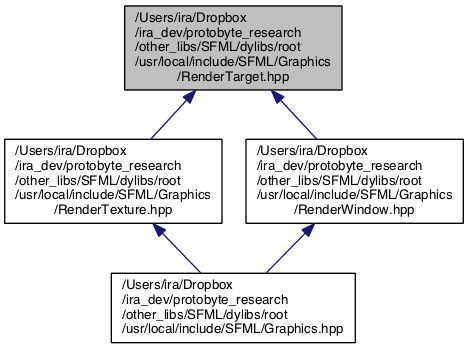 /Users/ira/Dropbox
/ira_dev/protobyte_research
/other_libs/SFML/dylibs/root
/usr/local/include/SFML/Graphics
/RenderTarget.hpp
/Users/ira/Dropbox
/ira_dev/protobyte_research
/other_libs/SFML/dylibs/root
/usr/local/include/SFML/Graphics
/RenderTexture.hpp
/Users/ira/Dropbox
/ira_dev/protobyte_research
/other_libs/SFML/dylibs/root
/usr/local/include/SFML/Graphics
/RenderWindow.hpp
/Users/ira/Dropbox
/ira_dev/protobyte_research
/other_libs/SFML/dylibs/root
/usr/local/include/SFML/Graphics.hpp